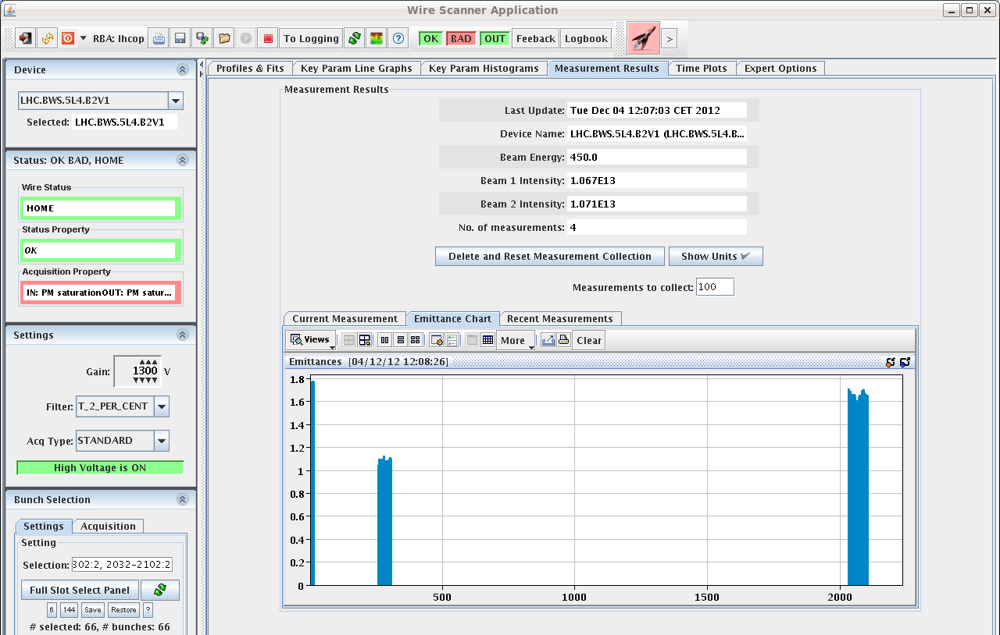 Wire Scanner Application
RBA: lhcop
To Logging
OK
BAD
OUT
Feeback
Logbook
>
Device
LHC.BWS.5L4.B2V1
Selected: LHC.BWS.5L4.B2V1
Status: OK BAD, HOME
Wire Status
HOME
Status Property
OK
Acquisition Property
IN: PM saturationOUT: PM satur...
Settings
Gain: 1300 V
Filter: T_2_PER_CENT
Acq Type: STANDARD
High Voltage is ON
Bunch Selection
Settings Acquisition
Setting
Selection: 302:2, 2032-2102:2
Full Slot Select Panel
6 144 Save Restore ?
# selected: 66, # bunches: 66
Profiles & Fits
Key Param Line Graphs
Key Param Histograms
Measurement Results
Time Plots
Expert Options
Measurement Results
Last Update: Tue Dec 04 12:07:03 CET 2012
Device Name: LHC.BWS.5L4.B2V1 (LHC.BWS.5L4.B...
Beam Energy: 450.0
Beam 1 Intensity: 1.067E13
Beam 2 Intensity: 1.071E13
No. of measurements: 4
Delete and Reset Measurement Collection
Show Units
Measurements to collect: 100
Current Measurement
Emittance Chart
Recent Measurements
Views
More
Clear
Emittances [04/12/12 12:08:26]
1.8
1.6
1.4
1.2
1
0.8
0.6
0.4
0.2
0
500
1000
1500
2000